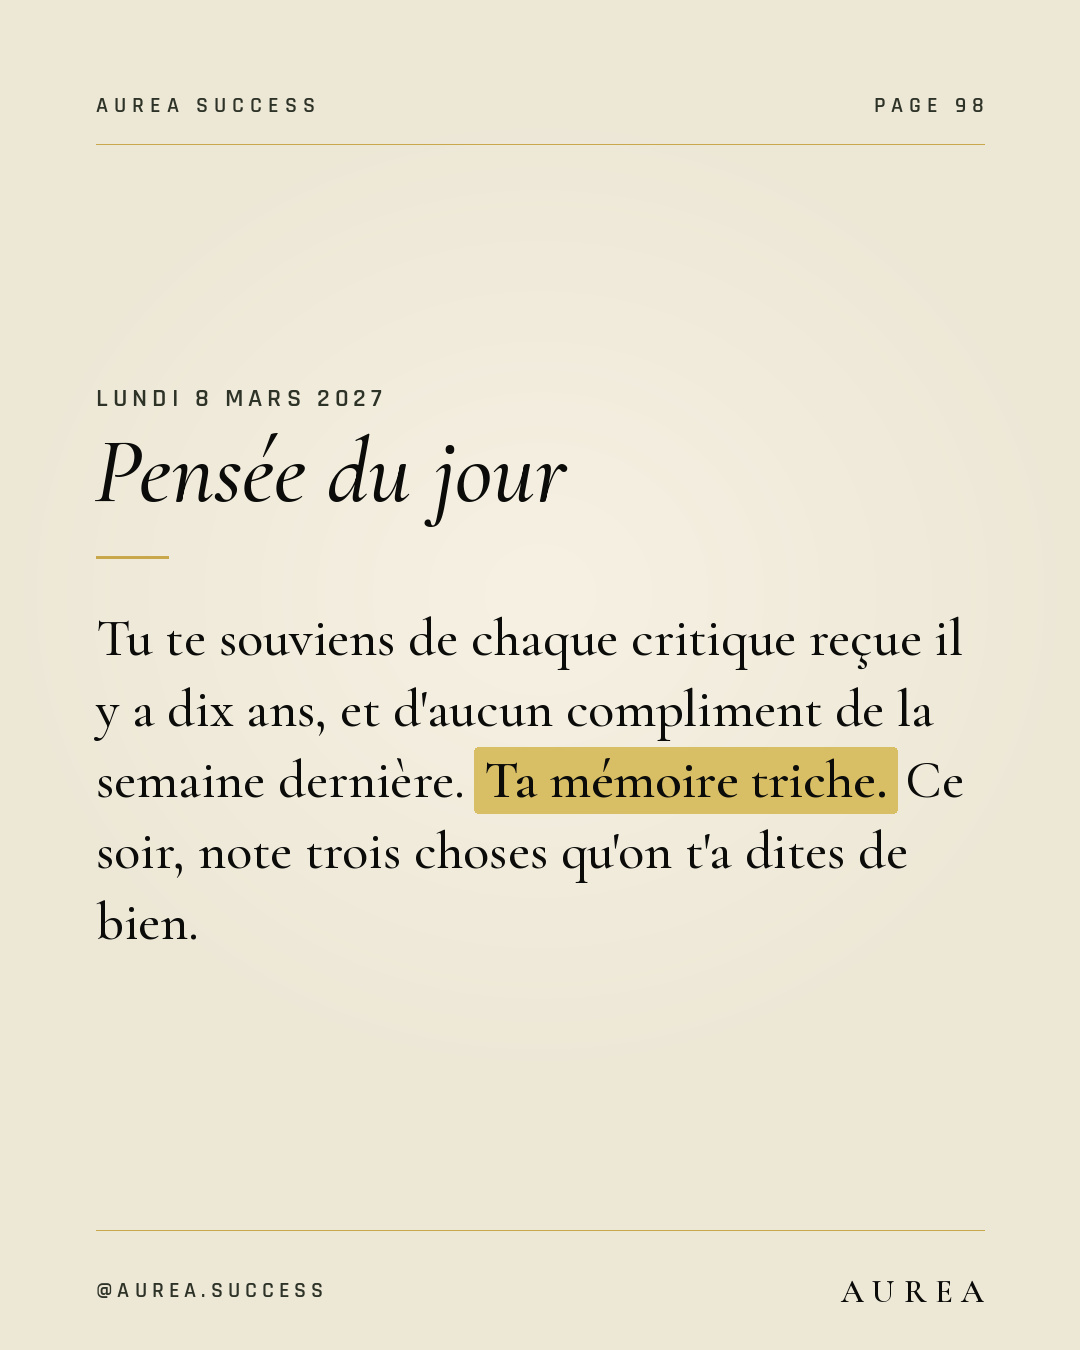 AUREA SUCCESS
PAGE 98
LUNDI 8 MARS 2027
Pensée du jour
Tu te souviens de chaque critique reçue il
y a dix ans, et d'aucun compliment de la
semaine dernière. Ta mémoire triche. Ce
soir, note trois choses qu'on t'a dites de
bien.
@AUREA.SUCCESS
AUREA